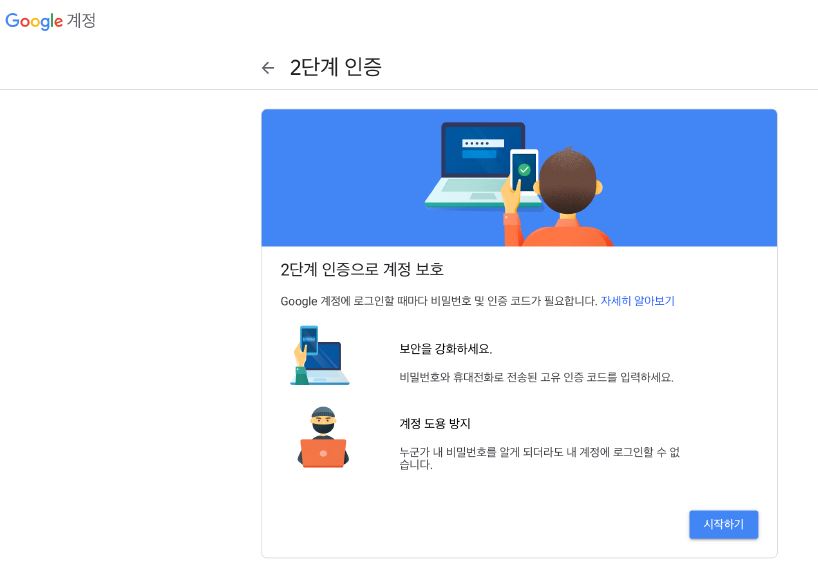 Google 계정
2단계 인증
2단계 인증으로 계정 보호
Google 계정에 로그인할 때마다 비밀번호 및 인증 코드가 필요합니다. 자세히 알아보기
보안을 강화하세요.
비밀번호와 휴대전화로 전송된 고유 인증 코드를 입력하세요.
계정 도용 방지
누군가 내 비밀번호를 알게 되더라도 내 계정에 로그인할 수 없
습니다.
시작하기